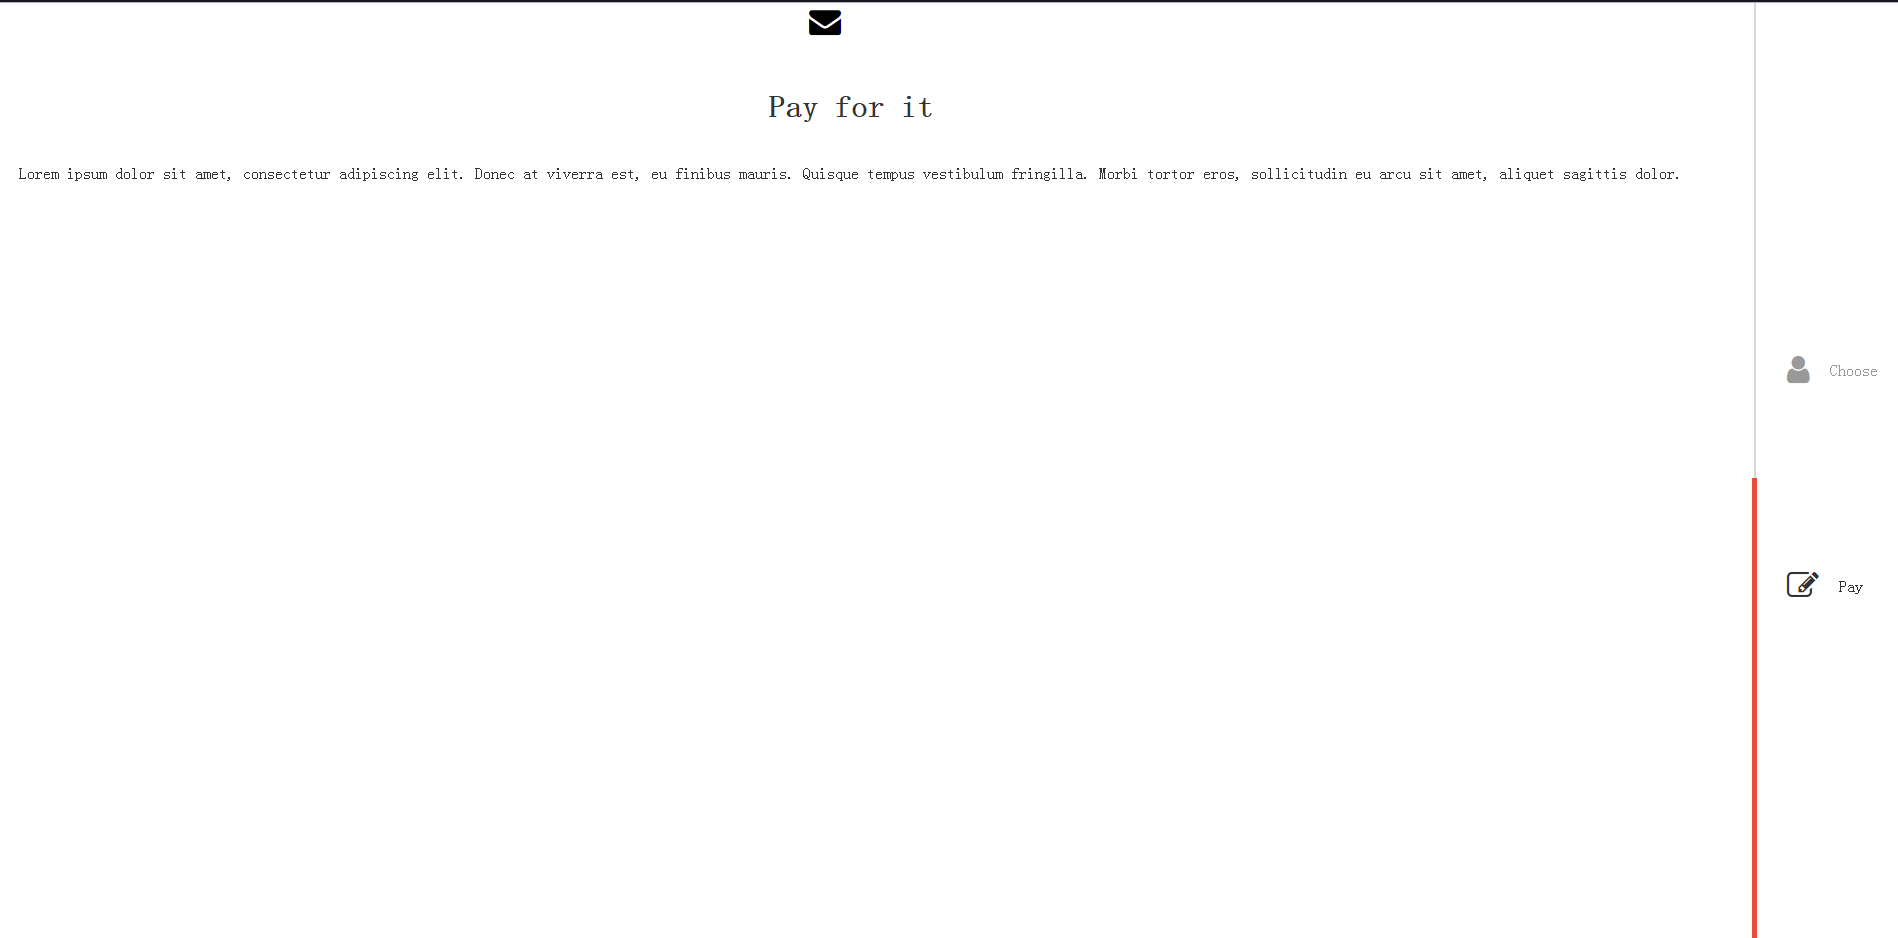 Pay for it
Lorem ipsum dolor sit amet, consectetur adipiscing elit. Donec at viverra est, eu finibus mauris. Quisque tempus vestibulum fringilla. Morbi tortor eros, sollicitudin eu arcu sit amet, aliquet sagittis dolor.
Choose
Pay